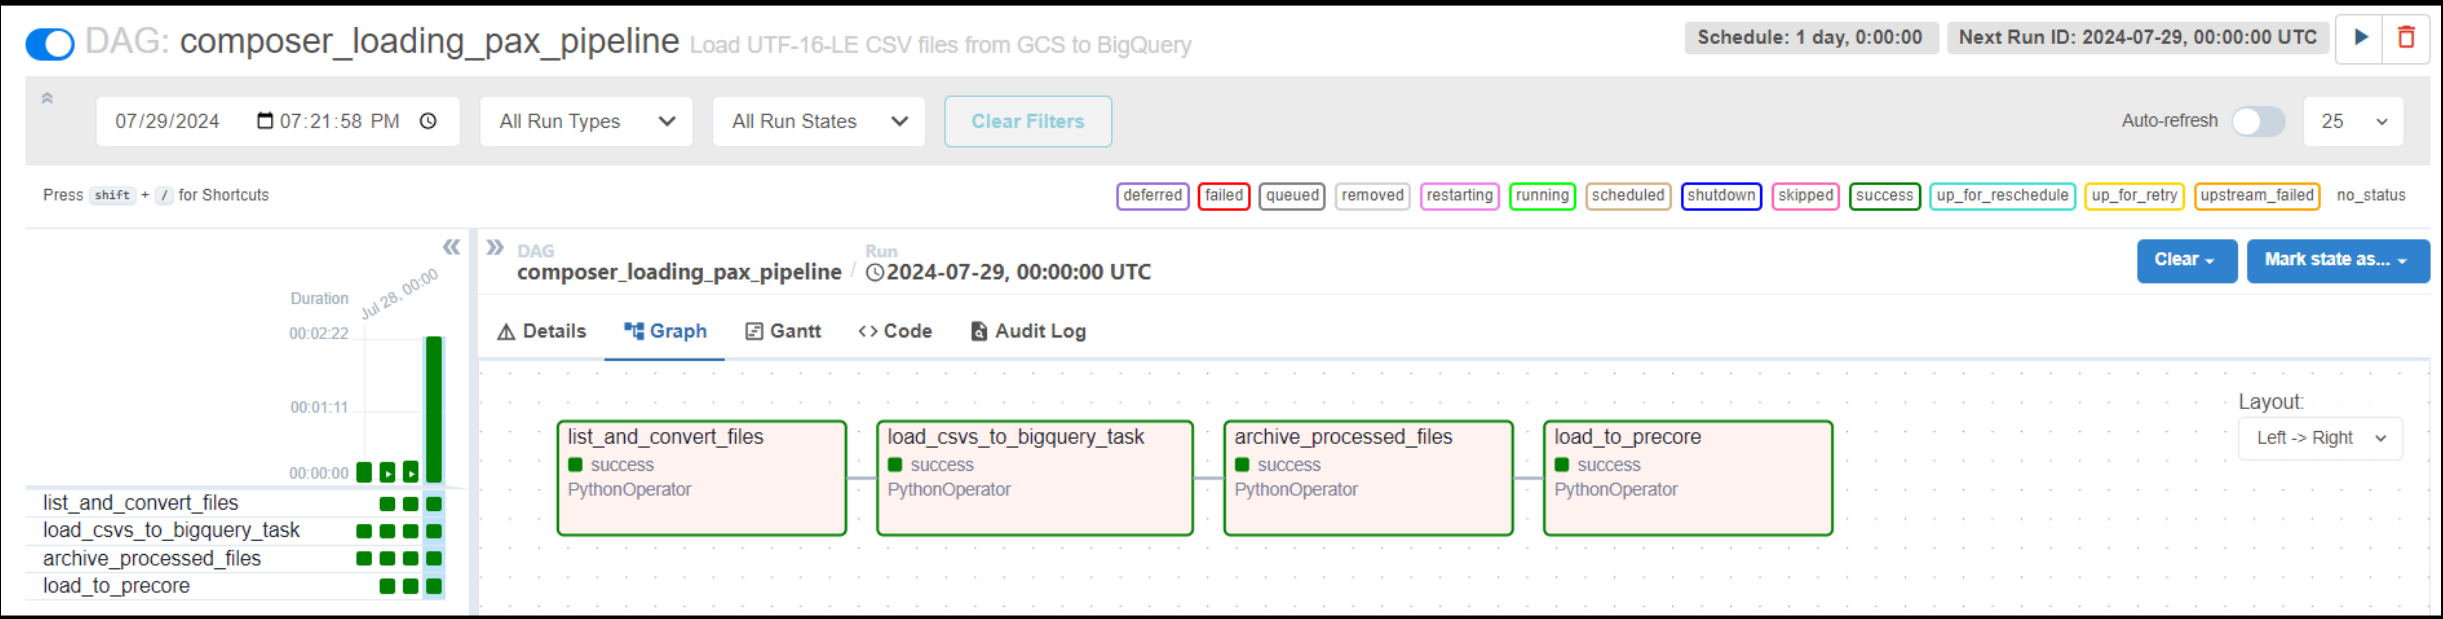 DAG: composer_loading_pax_pipeline Load UTF-16-LE CSV files from GCS to BigQuery
Schedule: 1 day, 0:00:00
Next Run ID: 2024-07-29, 00:00:00 UTC
07/29/2024 07:21:58 PM
All Run Types
All Run States
Clear Filters
Auto-refresh
25
Press shift + / for Shortcuts
deferred failed queued removed restarting running scheduled shutdown skipped success up_for_reschedule up_for_retry upstream_failed no_status
Duration
Jul 28, 00:00
00:02:22
00:01:11
00:00:00
list_and_convert_files
load_csvs_to_bigquery_task
archive_processed_files
load_to_precore
DAG
composer_loading_pax_pipeline
/
Run
2024-07-29, 00:00:00 UTC
Clear
Mark state as...
Details
Graph
Gantt
Code
Audit Log
list_and_convert_files
success
PythonOperator
load_csvs_to_bigquery_task
success
PythonOperator
archive_processed_files
success
PythonOperator
load_to_precore
success
PythonOperator
Layout:
Left -> Right